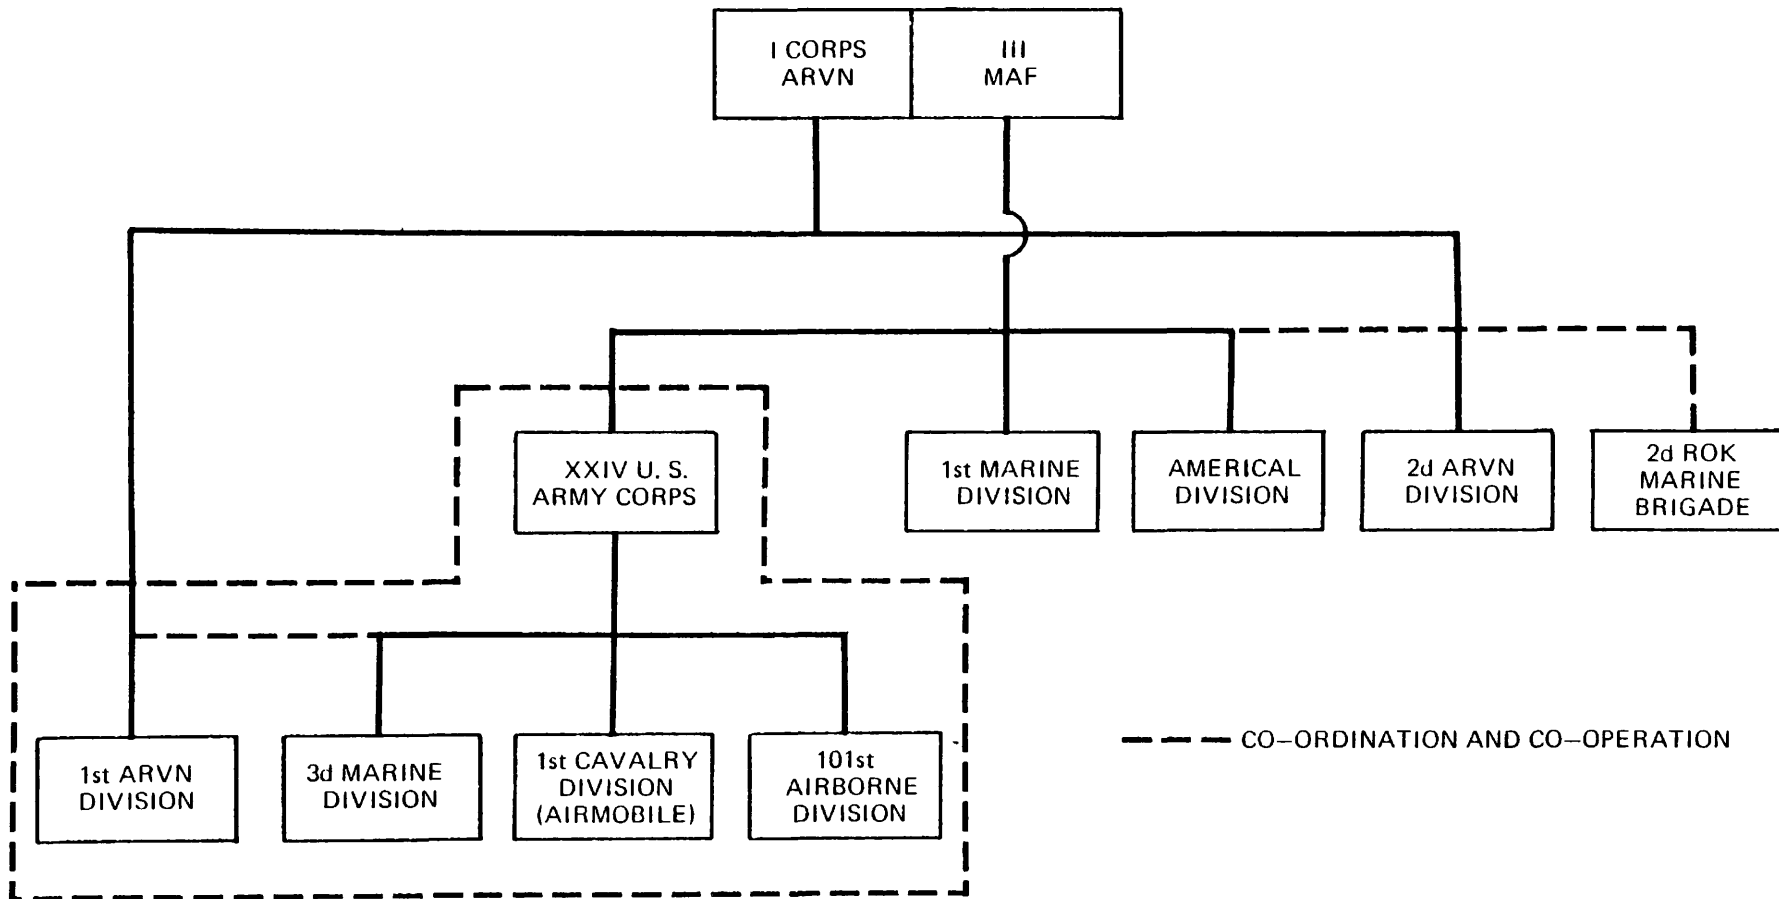 I CORPS
ARVN
III
MAF
XXIV U. S.
ARMY CORPS
1st MARINE
DIVISION
AMERICAL
DIVISION
2d ARVN
DIVISION
2d ROK
MARINE
BRIGADE
1st ARVN
DIVISION
3d MARINE
DIVISION
1st CAVALRY
DIVISION
(AIRMOBILE)
101st
AIRBORNE
DIVISION
CO–ORDINATION AND CO–OPERATION